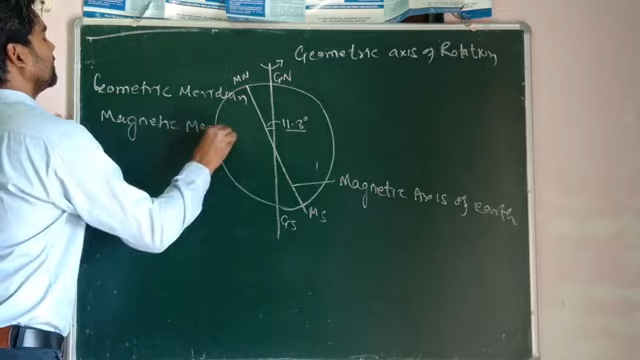 Geometric axis of Rotation
MN GN
Geometric Meridian
Magnetic Me
11.3°
Magnetic Axis of earth
GS MS